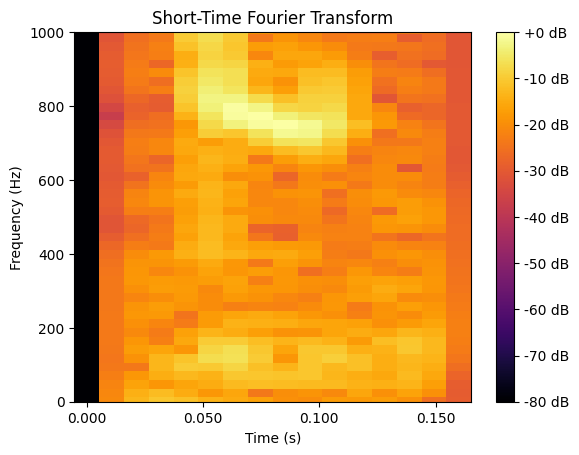 Short-Time Fourier Transform
Frequency (Hz)
1000
800
600
400
200
0
0.000
0.050
0.100
0.150
Time (s)
+0 dB
-10 dB
-20 dB
-30 dB
-40 dB
-50 dB
-60 dB
-70 dB
-80 dB